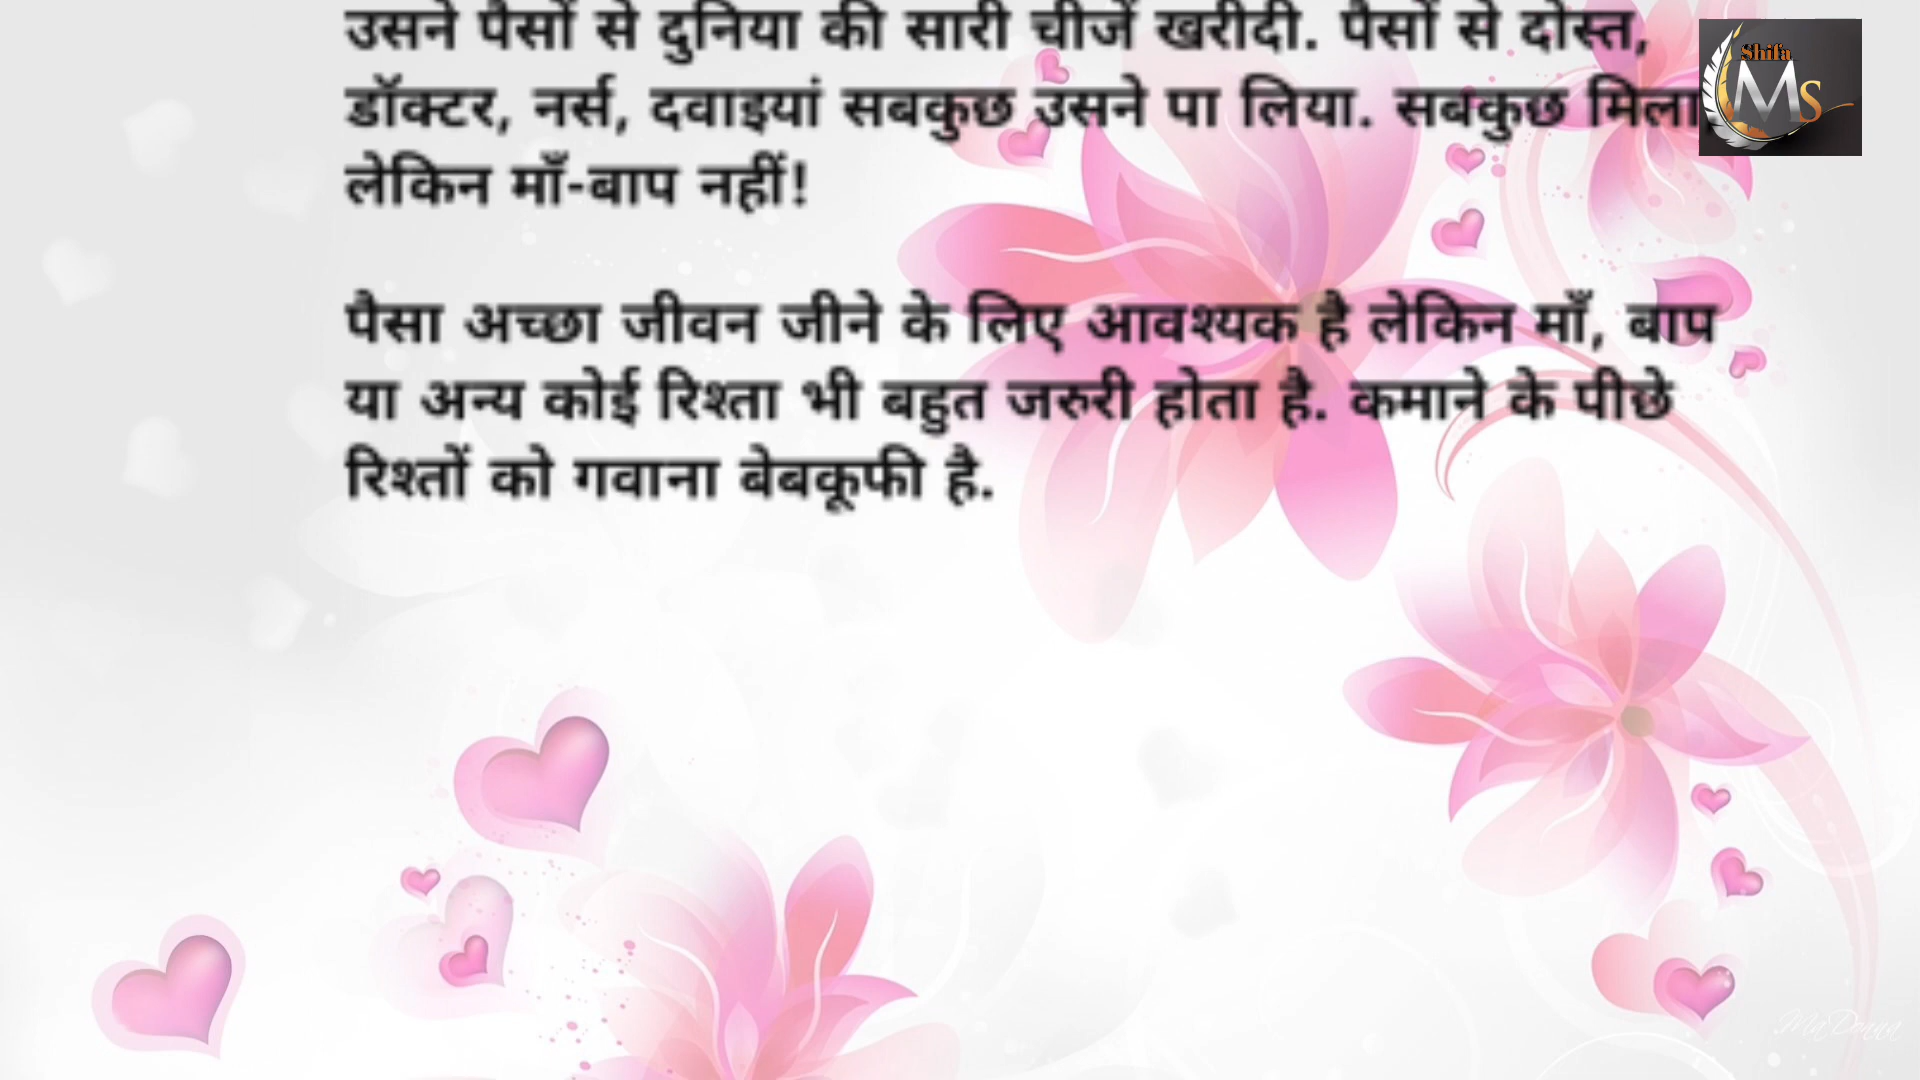 उसने पैसों से दुनिया की सारी चीजें खरीदी. पैसों से दोस्त,
डॉक्टर, नर्स, दवाइयां सबकुछ उसने पा लिया. सबकुछ मिला
लेकिन माँ-बाप नहीं!
पैसा अच्छा जीवन जीने के लिए आवश्यक है लेकिन माँ, बाप
या अन्य कोई रिश्ता भी बहुत जरुरी होता है. कमाने के पीछे
रिश्तों को गवाना बेबकूफी है.
Shifa
Ms